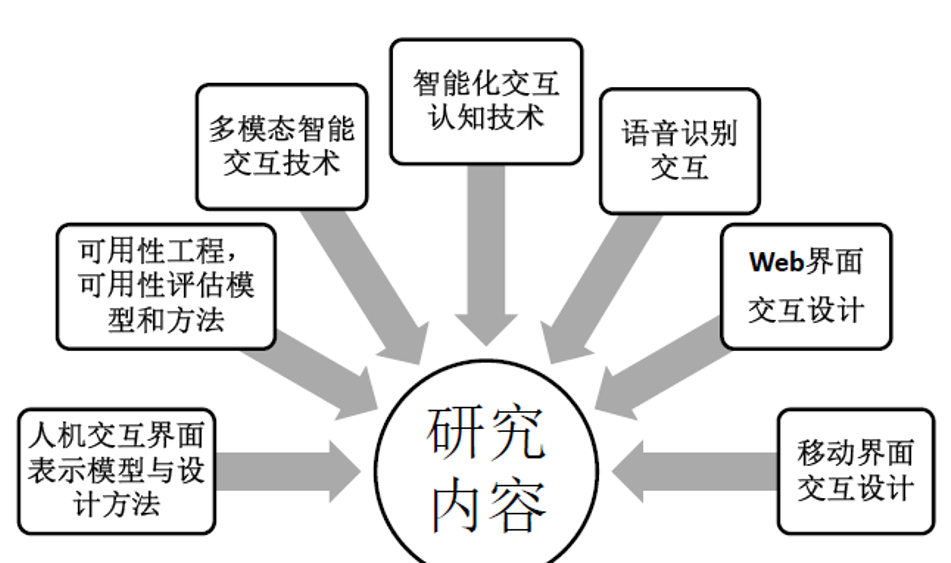 智能化交互
认知技术
多模态智能
交互技术
语音识别
交互
可用性工程，
可用性评估模
型和方法
Web界面
交互设计
人机交互界面
表示模型与设
计方法
研究
内容
移动界面
交互设计